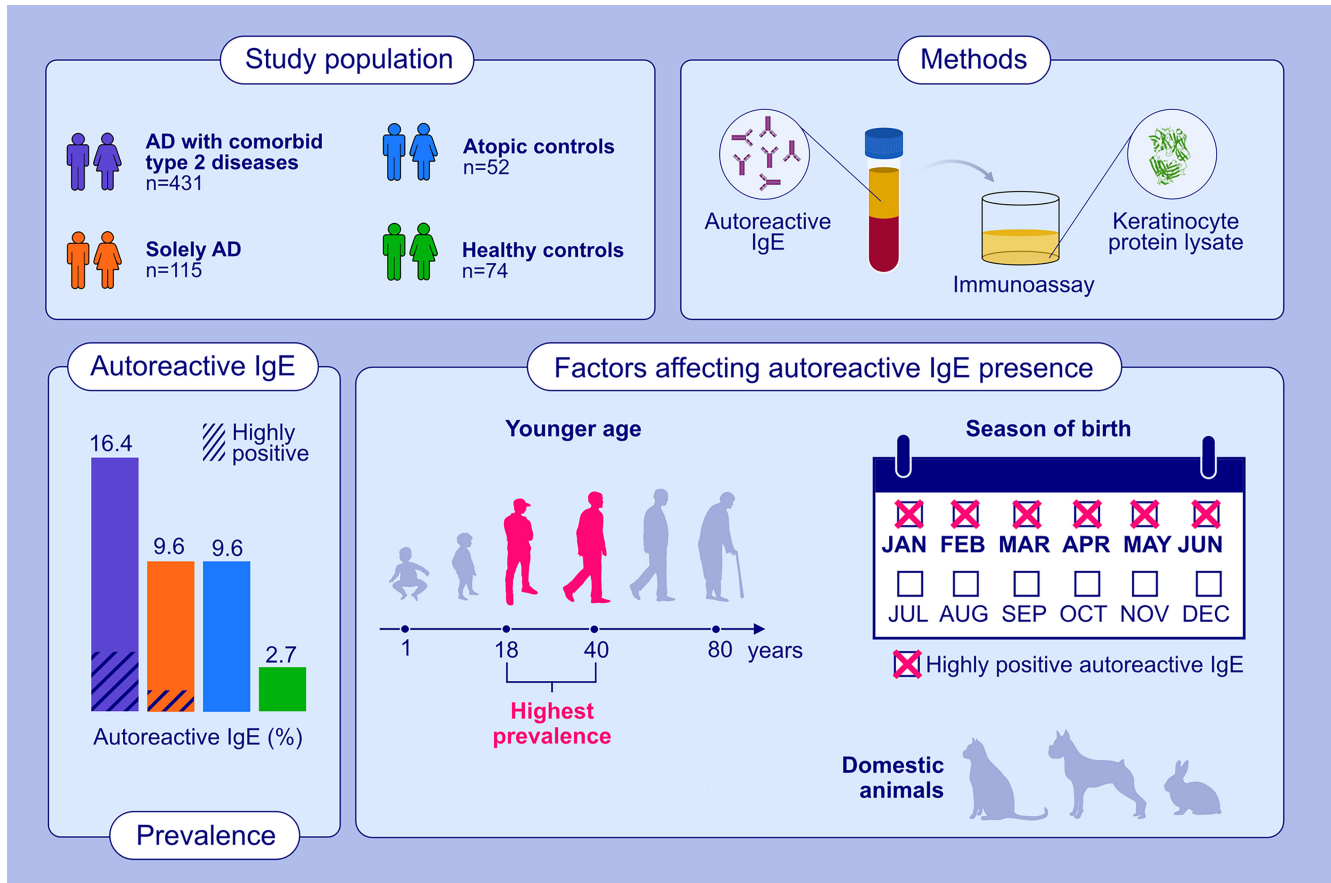 Study population
AD with comorbid
type 2 diseases
n=431
Atopic controls
n=52
Solely AD
n=115
Healthy controls
n=74
Methods
Autoreactive
IgE
Immunoassay
Keratinocyte
protein lysate
Autoreactive IgE
16.4
Highly
positive
9.6
9.6
2.7
Autoreactive IgE (%)
Prevalence
Factors affecting autoreactive IgE presence
Younger age
1
18
40
80
years
Highest
prevalence
Season of birth
JAN FEB MAR APR MAY JUN
JUL AUG SEP OCT NOV DEC
Highly positive autoreactive IgE
Domestic
animals